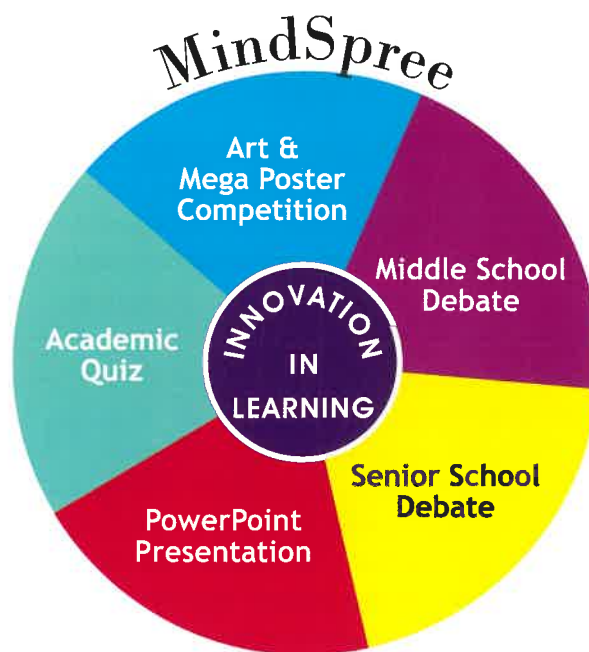 MindSpree
Art &
Mega Poster
Competition
Middle School
Debate
Academic
Quiz
INNOVATION
IN
LEARNING
Senior School
Debate
PowerPoint
Presentation